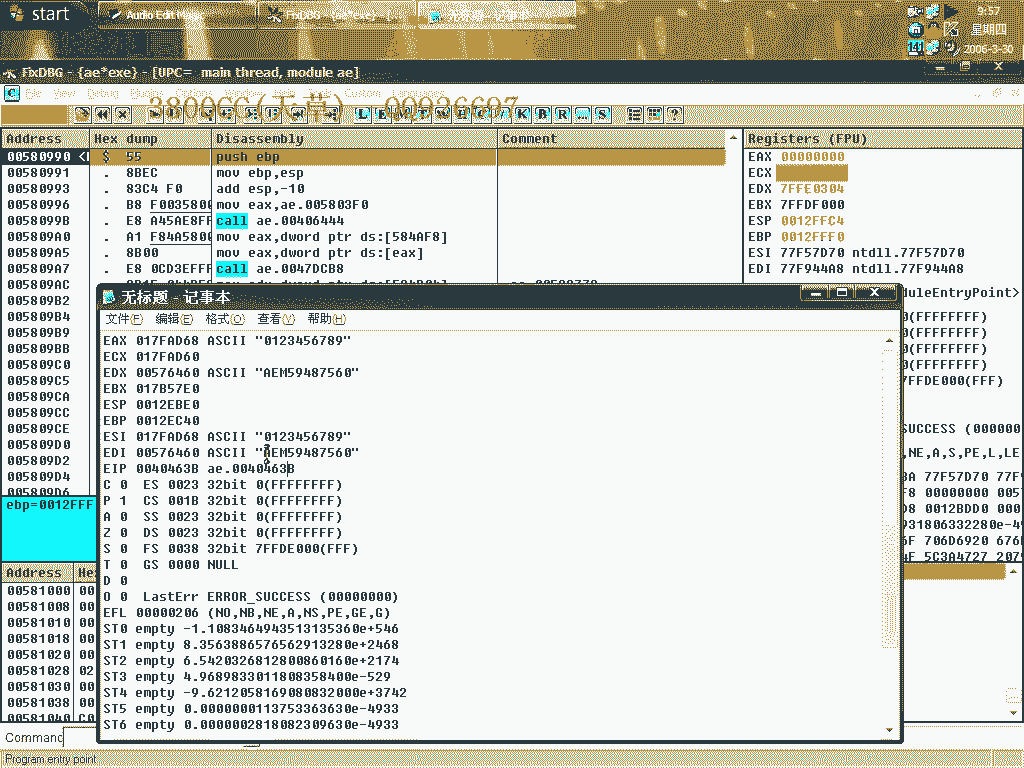 start
Audio Edit Magic
FixDBG - {ae*exe} - [
无标题 - 记事本
9:57
星期四
2006-3-30
FixDBG - {ae*exe} - [UPC= main thread, module ae]
File View Debug
3800CC(天草) 00036697
L E M T W H C / K B R ... S
Address Hex dump Disassembly Comment
00580990 <[ $ 55 push ebp
00580991 . 8BEC mov ebp,esp
00580993 . 83C4 F0 add esp,-10
00580996 . B8 F0035800 mov eax,ae.005803F0
0058099B . E8 A45AE8FF call ae.00406444
005809A0 . A1 F84A5800 mov eax,dword ptr ds:[584AF8]
005809A5 . 8B00 mov eax,dword ptr ds:[eax]
005809A7 . E8 0CD3EFFF call ae.0047DCB8
005809AC
005809B2
005809B4
005809B9
005809BB
005809C0
005809C5
005809CA
005809CC
005809CE
005809D0
005809D2
005809D4
005809D6
ebp=0012FFF
Registers (FPU)
EAX 00000000
ECX
EDX 7FFE0304
EBX 7FFDF000
ESP 0012FFC4
EBP 0012FFF0
ESI 77F57D70 ntdll.77F57D70
EDI 77F944A8 ntdll.77F944A8
duleEntryPoint>
0(FFFFFFFF)
0(FFFFFFFF)
0(FFFFFFFF)
0(FFFFFFFF)
7FFDE000(FFF)
SUCCESS (000000
,NE,A,S,PE,L,LE
无标题 - 记事本
文件(F) 编辑(E) 格式(O) 查看(V) 帮助(H)
EAX 017FAD68 ASCII "0123456789"
ECX 017FAD60
EDX 00576460 ASCII "AEM59487560"
EBX 017B57E0
ESP 0012EBE0
EBP 0012EC40
ESI 017FAD68 ASCII "0123456789"
EDI 00576460 ASCII "AEM59487560"
EIP 0040463B ae.0040463B
C 0 ES 0023 32bit 0(FFFFFFFF)
P 1 CS 001B 32bit 0(FFFFFFFF)
A 0 SS 0023 32bit 0(FFFFFFFF)
Z 0 DS 0023 32bit 0(FFFFFFFF)
S 0 FS 0038 32bit 7FFDE000(FFF)
T 0 GS 0000 NULL
D 0
O 0 LastErr ERROR_SUCCESS (00000000)
EFL 00000206 (NO,NB,NE,A,NS,PE,GE,G)
ST0 empty -1.1083464943513135360e+546
ST1 empty 8.3563886576562913280e+2468
ST2 empty 6.5420326812800860160e+2174
ST3 empty 4.9689833011808358400e-529
ST4 empty -9.6212058169080832000e+3742
ST5 empty 0.0000000113753363630e-4933
ST6 empty 0.0000002818082309630e-4933
Address Hex
00581000 00
00581008 00
00581010 00
00581018 00
00581020 00
00581028 02
00581030 00
00581038 00
00581040 C0
Command
Program entry point